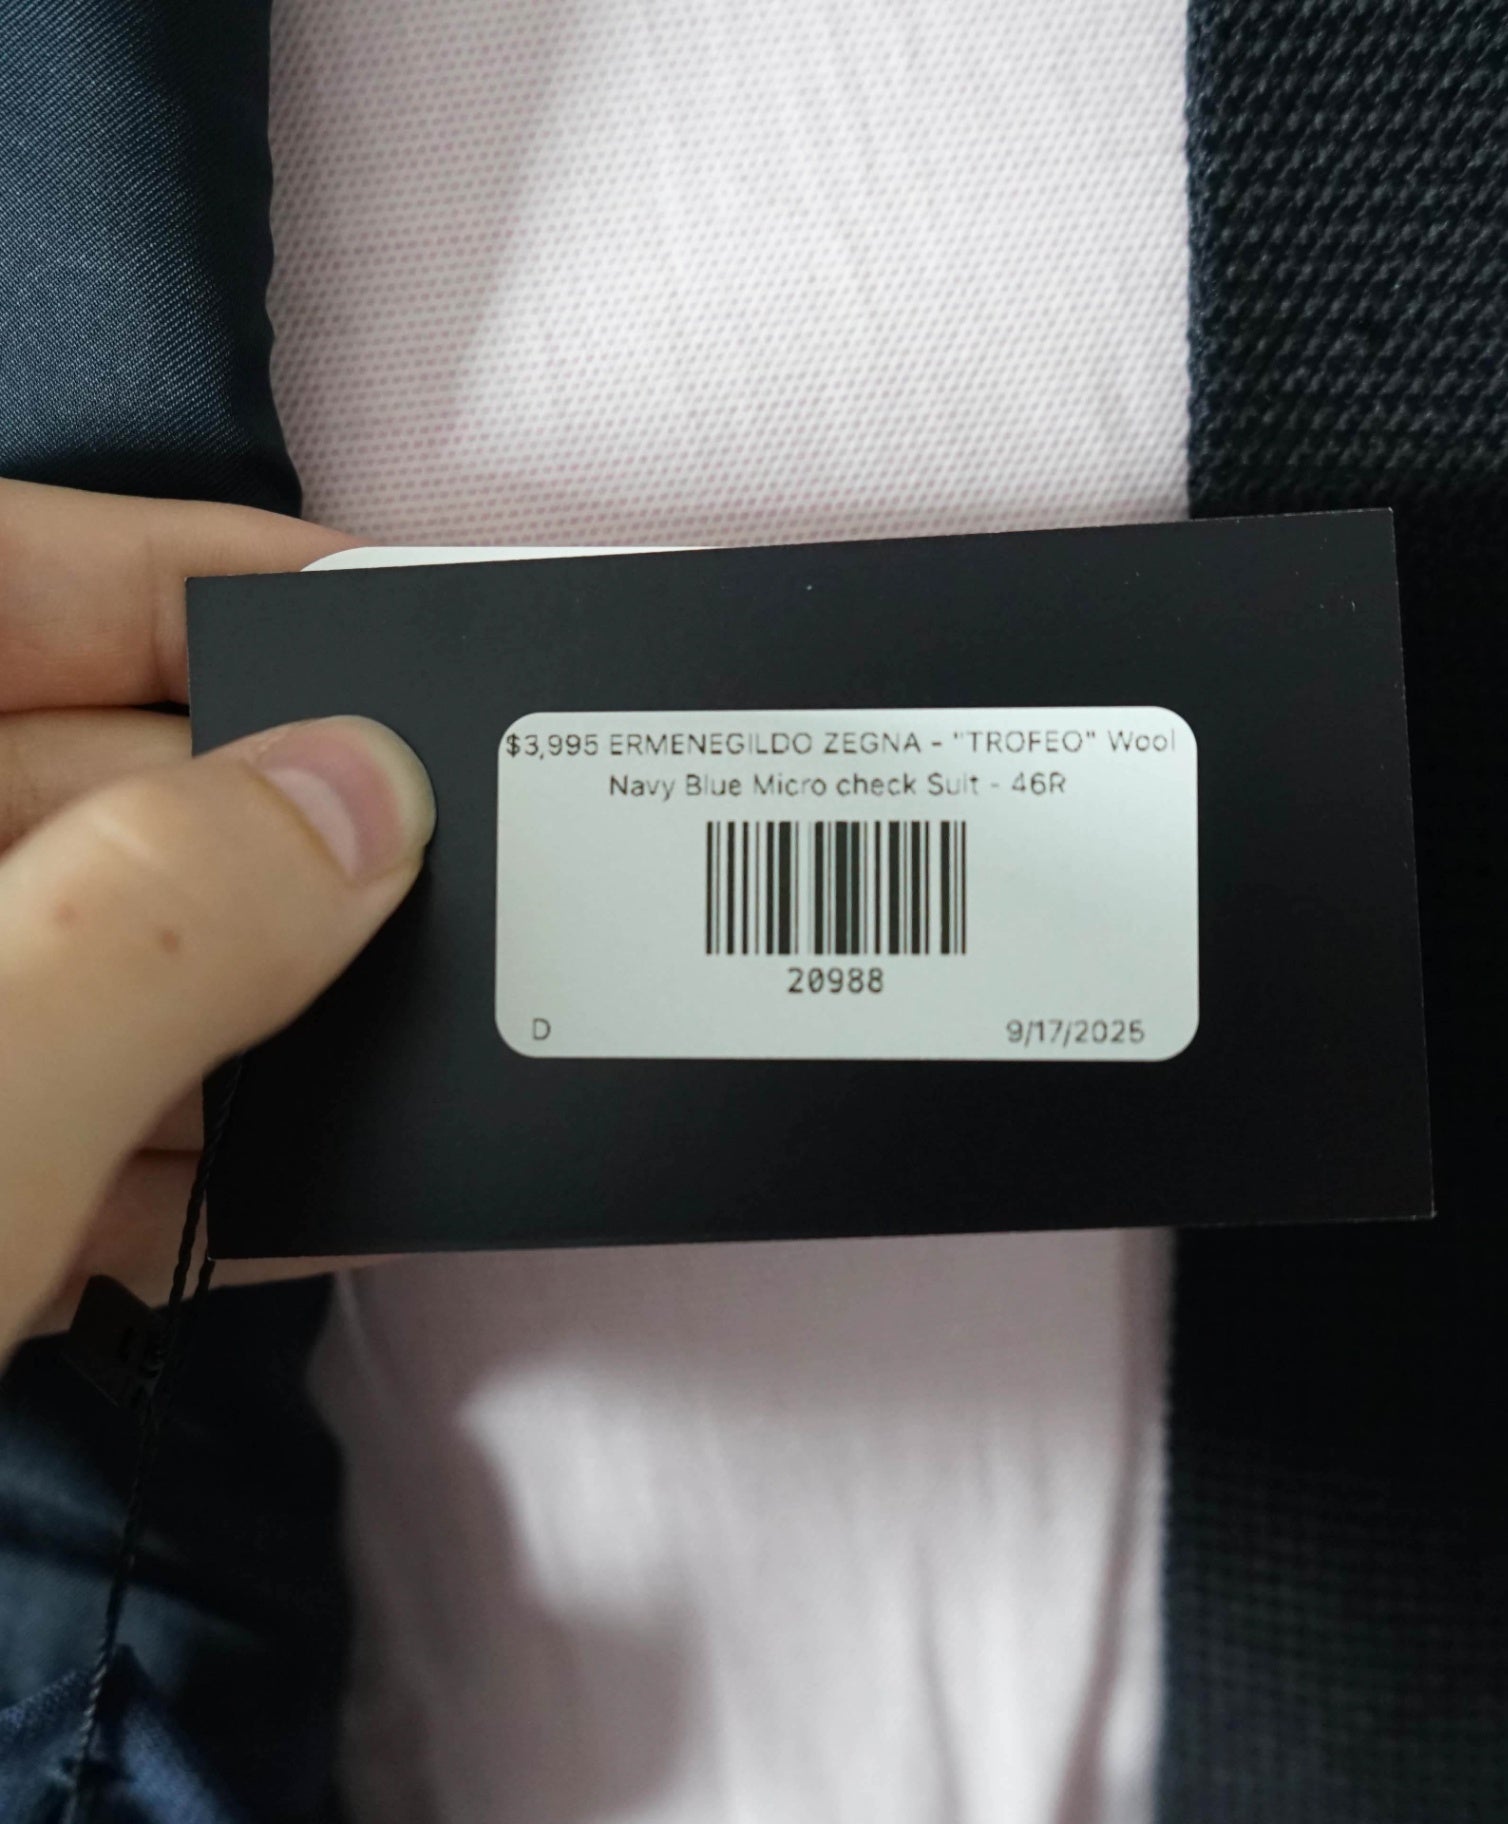 $3,995 ERMENEGILDO ZEGNA - "TROFEO" Wool
Navy Blue Micro check Suit - 46R
20988
D 9/17/2025